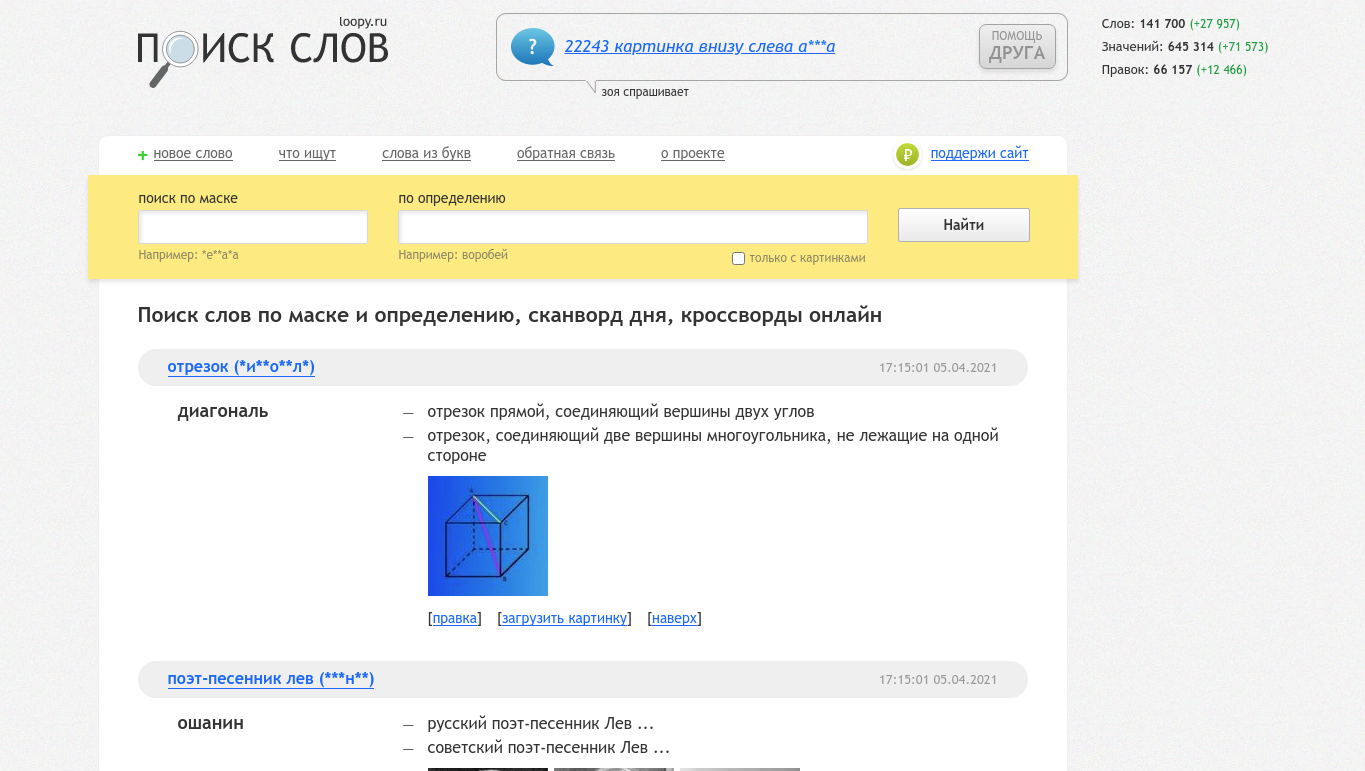 loopy.ru
ПОИСК СЛОВ
?
22243 картинка внизу слева а***а
ПОМОЩЬ
ДРУГА
зоя спрашивает
Слов: 141 700 (+27 957)
Значений: 645 314 (+71 573)
Правок: 66 157 (+12 466)
+ новое слово
что ищут
слова из букв
обратная связь
о проекте
₽ поддержи сайт
поиск по маске
по определению
Найти
Например: *е**а*а
Например: воробей
только с картинками
Поиск слов по маске и определению, сканворд дня, кроссворды онлайн
отрезок (*и**о**л*)
17:15:01 05.04.2021
диагональ
— отрезок прямой, соединяющий вершины двух углов
— отрезок, соединяющий две вершины многоугольника, не лежащие на одной
стороне
A
C
B
[правка] [загрузить картинку] [наверх]
поэт-песенник лев (***н**)
17:15:01 05.04.2021
ошанин
— русский поэт-песенник Лев ...
— советский поэт-песенник Лев ...